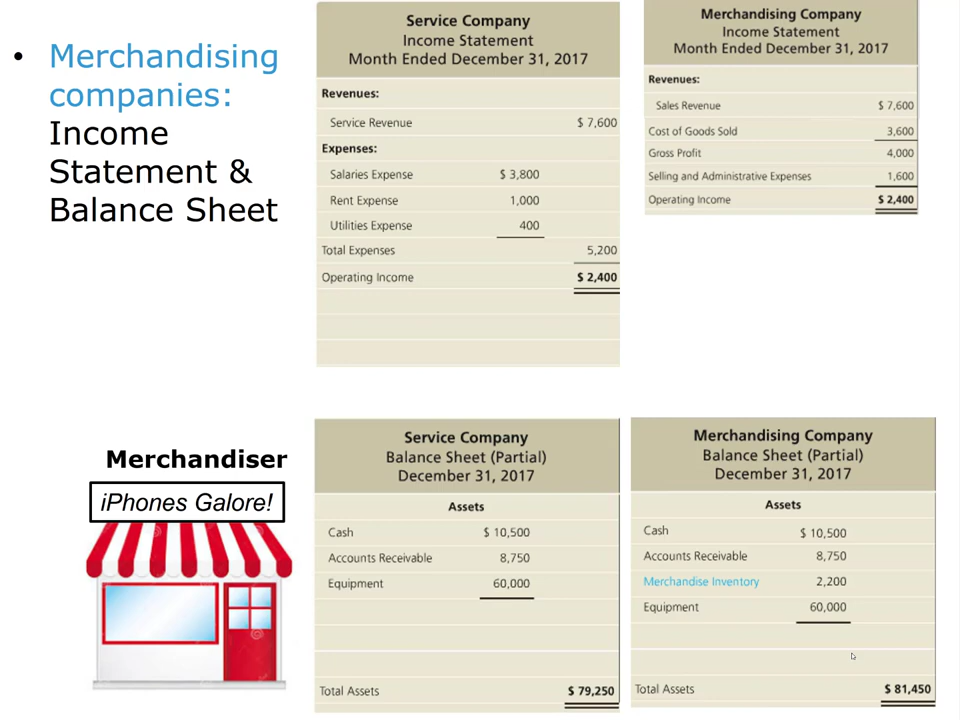 • Merchandising
companies:
Income
Statement &
Balance Sheet
Service Company
Income Statement
Month Ended December 31, 2017
Revenues:
Service Revenue $ 7,600
Expenses:
Salaries Expense $ 3,800
Rent Expense 1,000
Utilities Expense 400
Total Expenses 5,200
Operating Income $ 2,400
Merchandising Company
Income Statement
Month Ended December 31, 2017
Revenues:
Sales Revenue $ 7,600
Cost of Goods Sold 3,600
Gross Profit 4,000
Selling and Administrative Expenses 1,600
Operating Income $ 2,400
Merchandiser
iPhones Galore!
Service Company
Balance Sheet (Partial)
December 31, 2017
Assets
Cash $ 10,500
Accounts Receivable 8,750
Equipment 60,000
Total Assets $ 79,250
Merchandising Company
Balance Sheet (Partial)
December 31, 2017
Assets
Cash $ 10,500
Accounts Receivable 8,750
Merchandise Inventory 2,200
Equipment 60,000
Total Assets $ 81,450